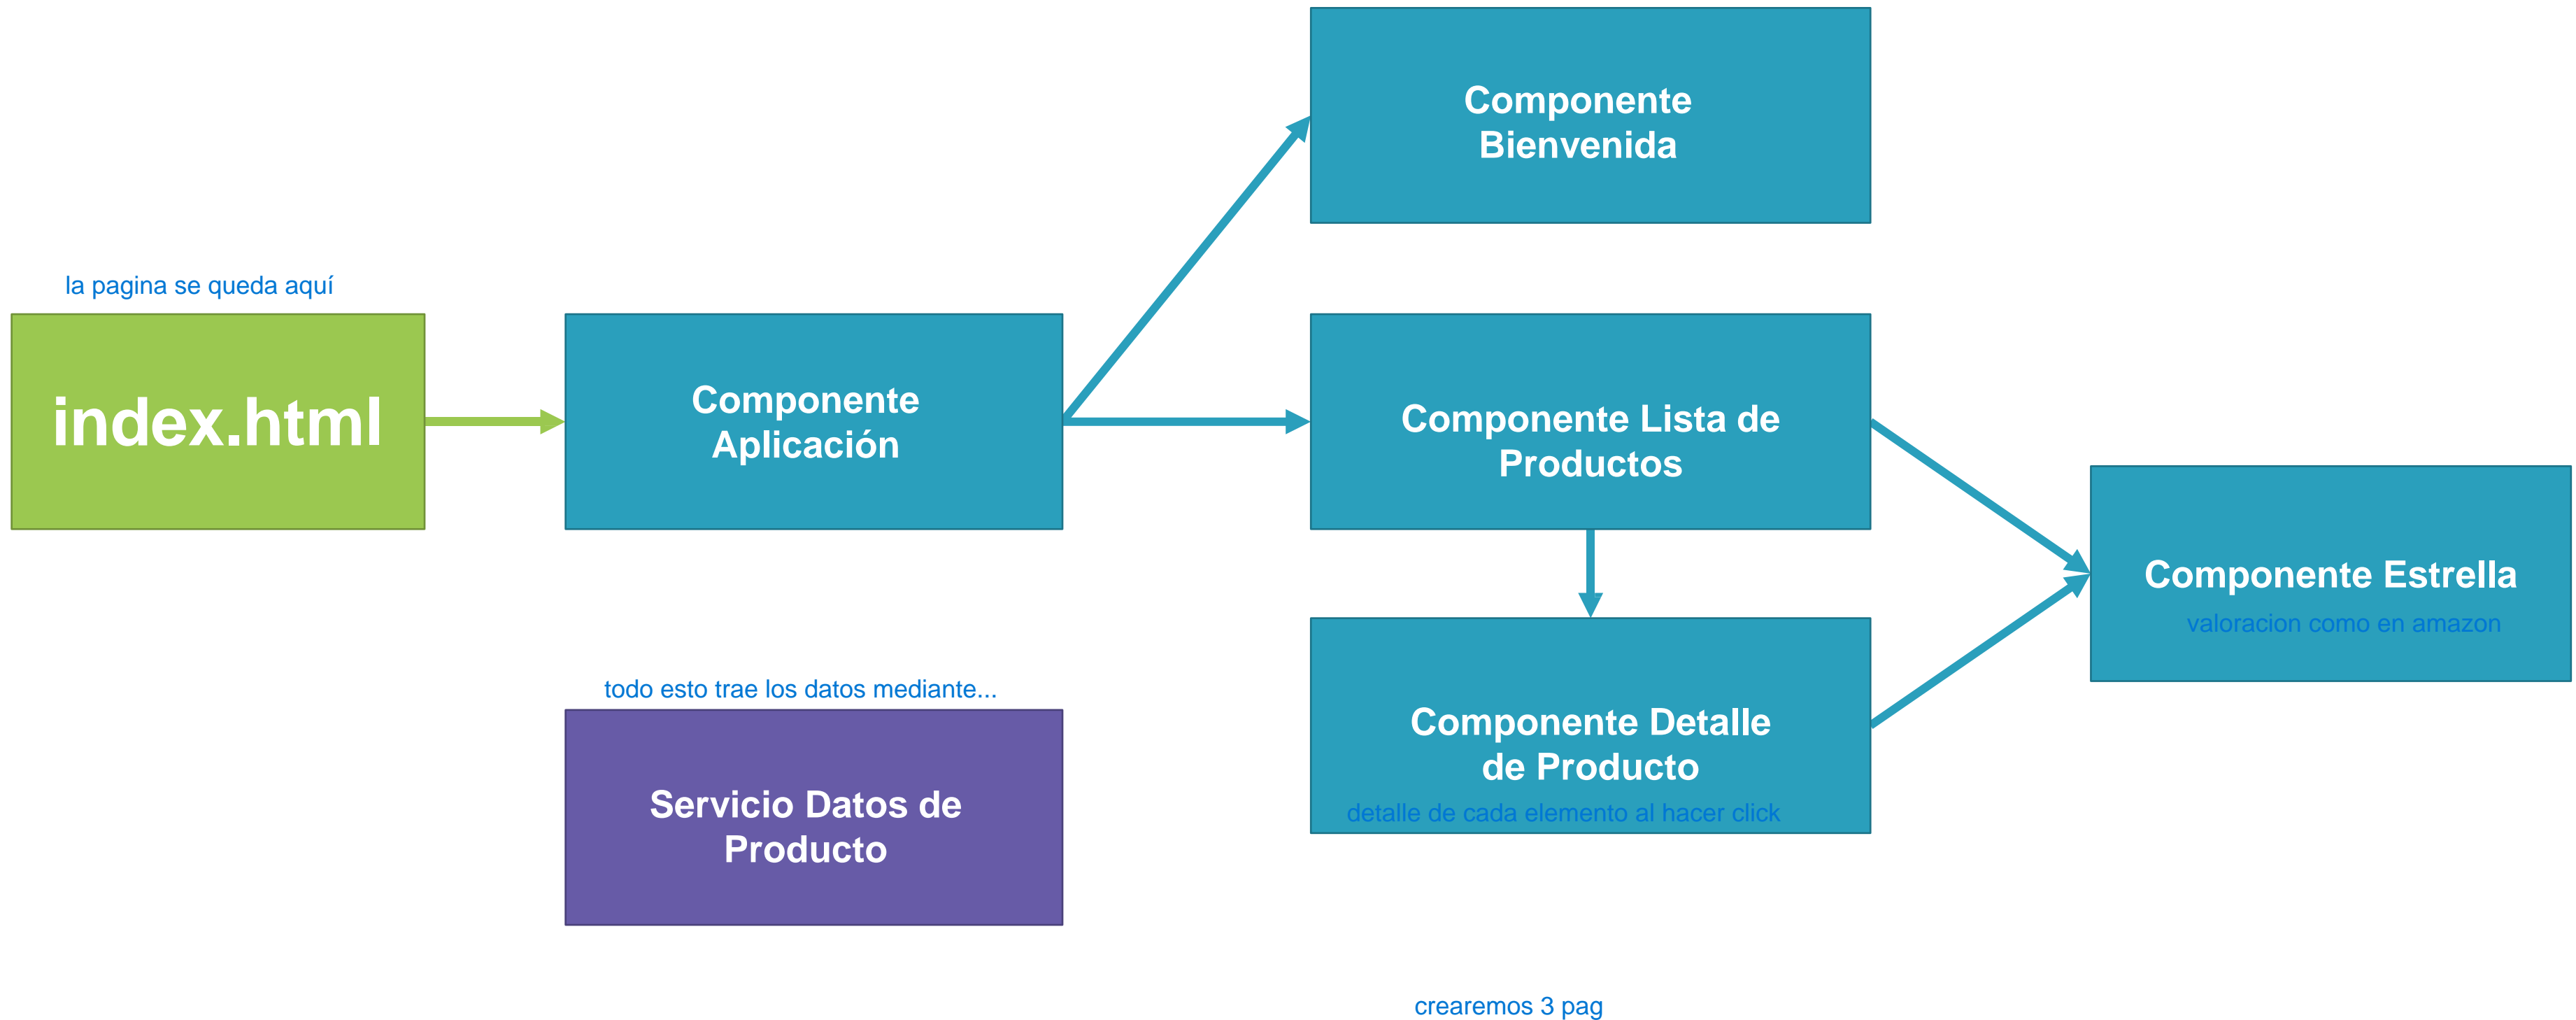 Componente
Bienvenida
la pagina se queda aquí
index.html
Componente
Aplicación
Componente Lista de
Productos
Componente Estrella
valoracion como en amazon
todo esto trae los datos mediante...
Servicio Datos de
Producto
Componente Detalle
de Producto
detalle de cada elemento al hacer click
crearemos 3 pag